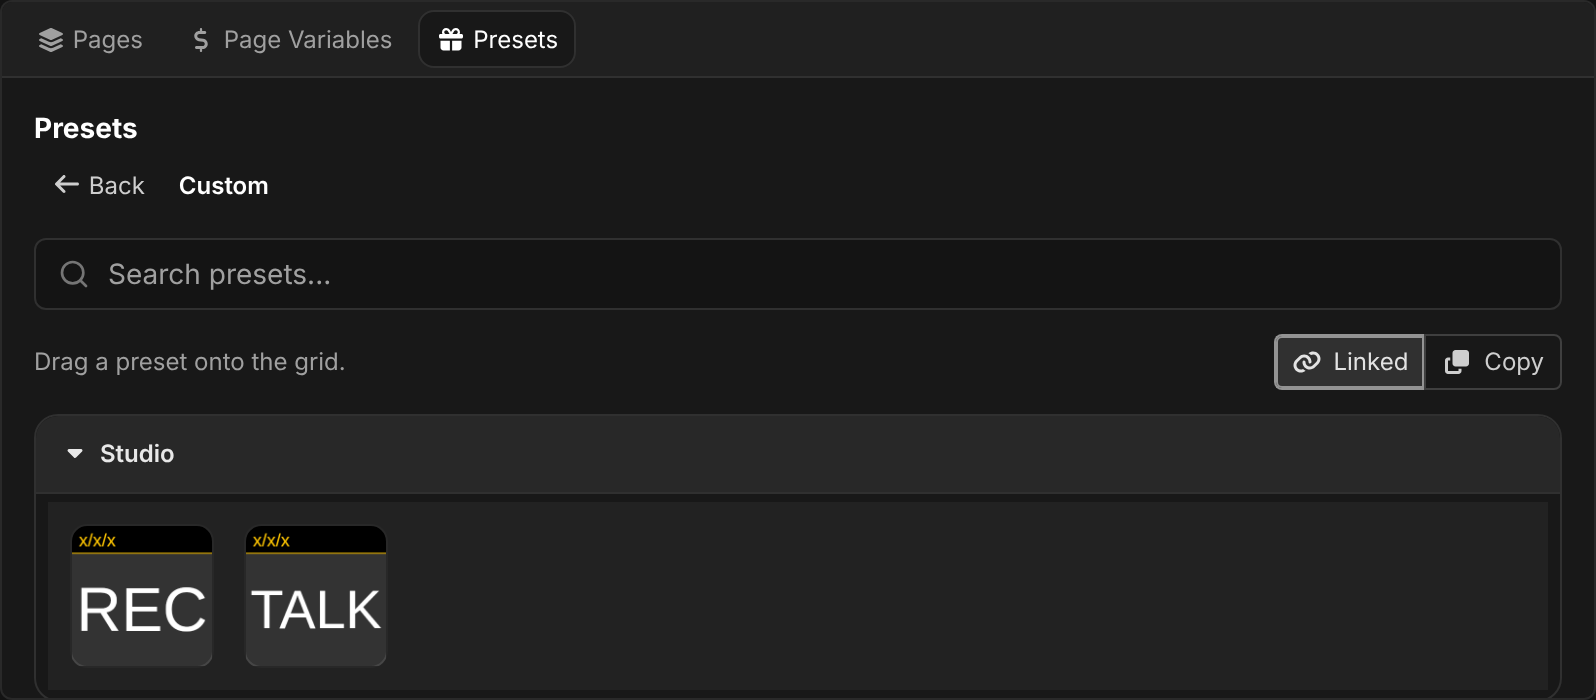 Pages
Page Variables
Presets
Presets
Back
Custom
Search presets...
Drag a preset onto the grid.
Linked
Copy
Studio
x/x/x
REC
x/x/x
TALK